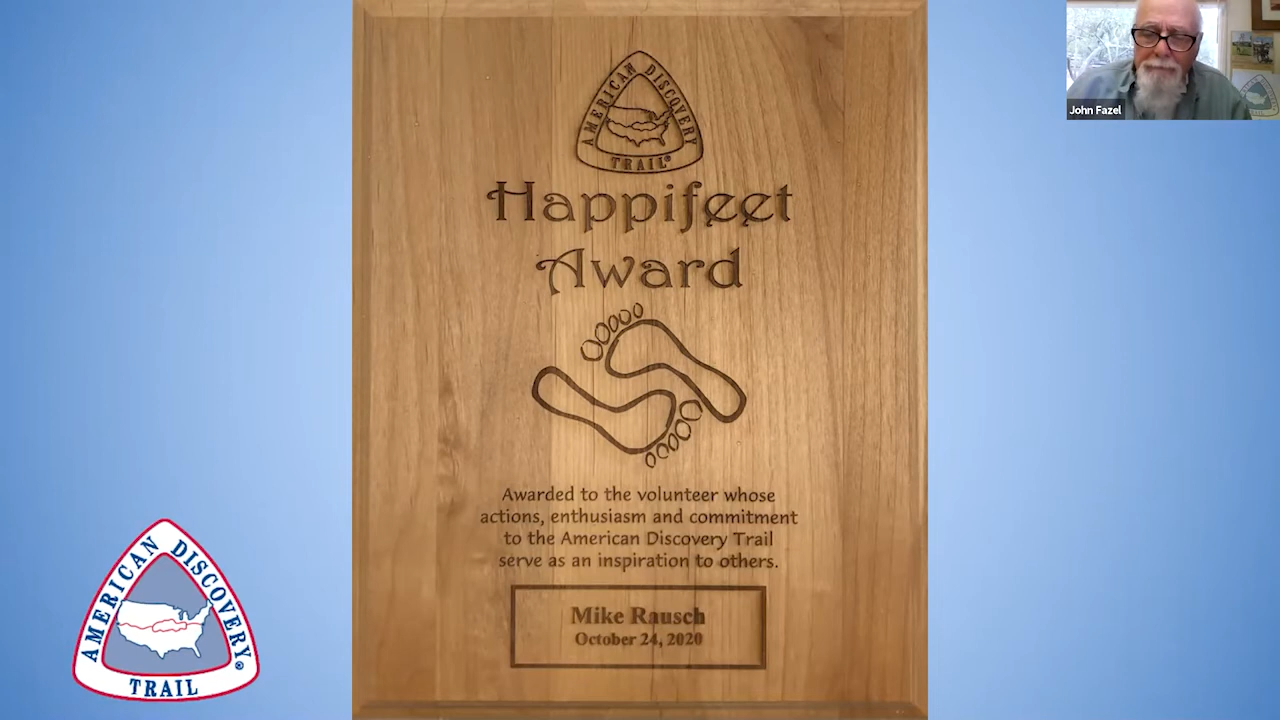 AMERICAN DISCOVERY
TRAIL®
Happifeet
Award
Awarded to the volunteer whose
actions, enthusiasm and commitment
to the American Discovery Trail
serve as an inspiration to others.
Mike Rausch
October 24, 2020
AMERICAN DISCOVERY®
TRAIL
John Fazel